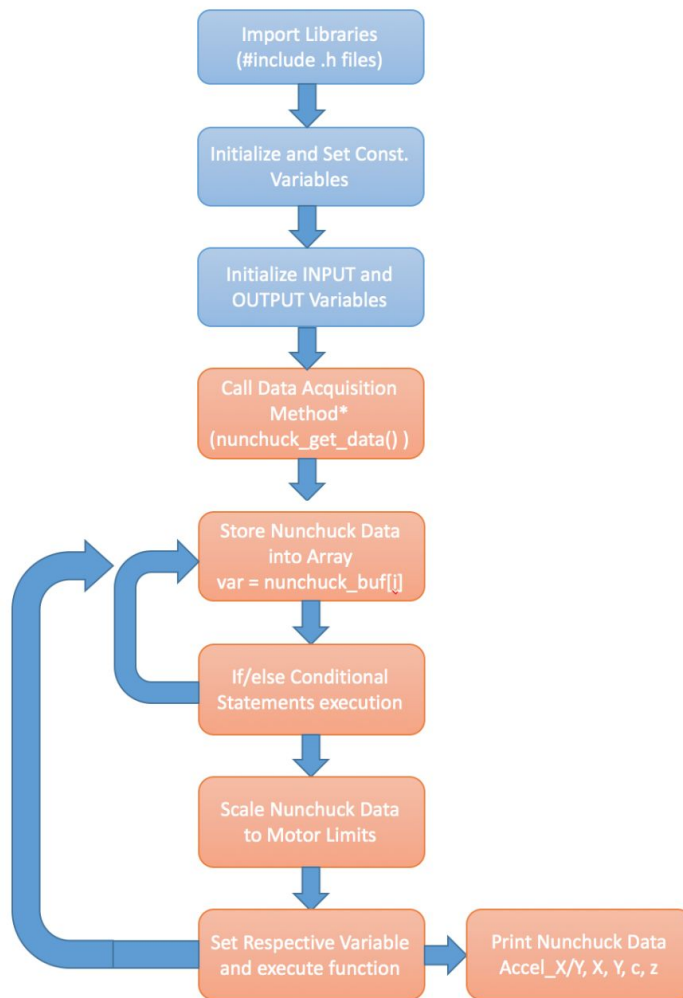 Import Libraries
(#include .h files)
Initialize and Set Const.
Variables
Initialize INPUT and
OUTPUT Variables
Call Data Acquisition
Method*
(nunchuck_get_data() )
Store Nunchuck Data
into Array
var = nunchuck_buf[i]
If/else Conditional
Statements execution
Scale Nunchuck Data
to Motor Limits
Set Respective Variable
and execute function
Print Nunchuck Data
Accel_X/Y, X, Y, c, z